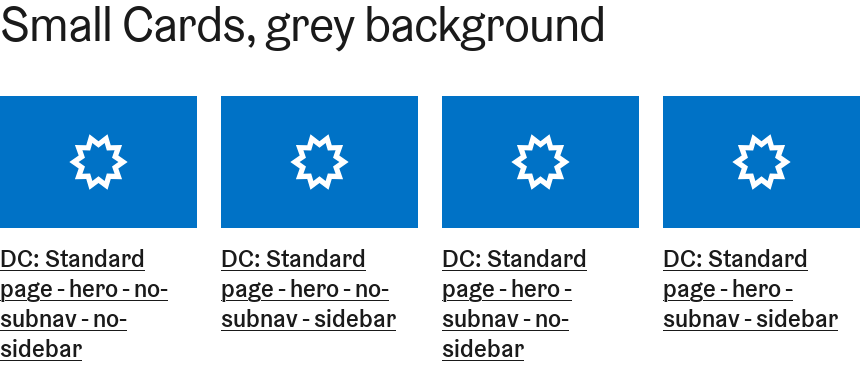 Small Cards, grey background
DC: Standard
page - hero - no-
subnav - no-
sidebar
DC: Standard
page - hero - no-
subnav - sidebar
DC: Standard
page - hero -
subnav - no-
sidebar
DC: Standard
page - hero -
subnav - sidebar